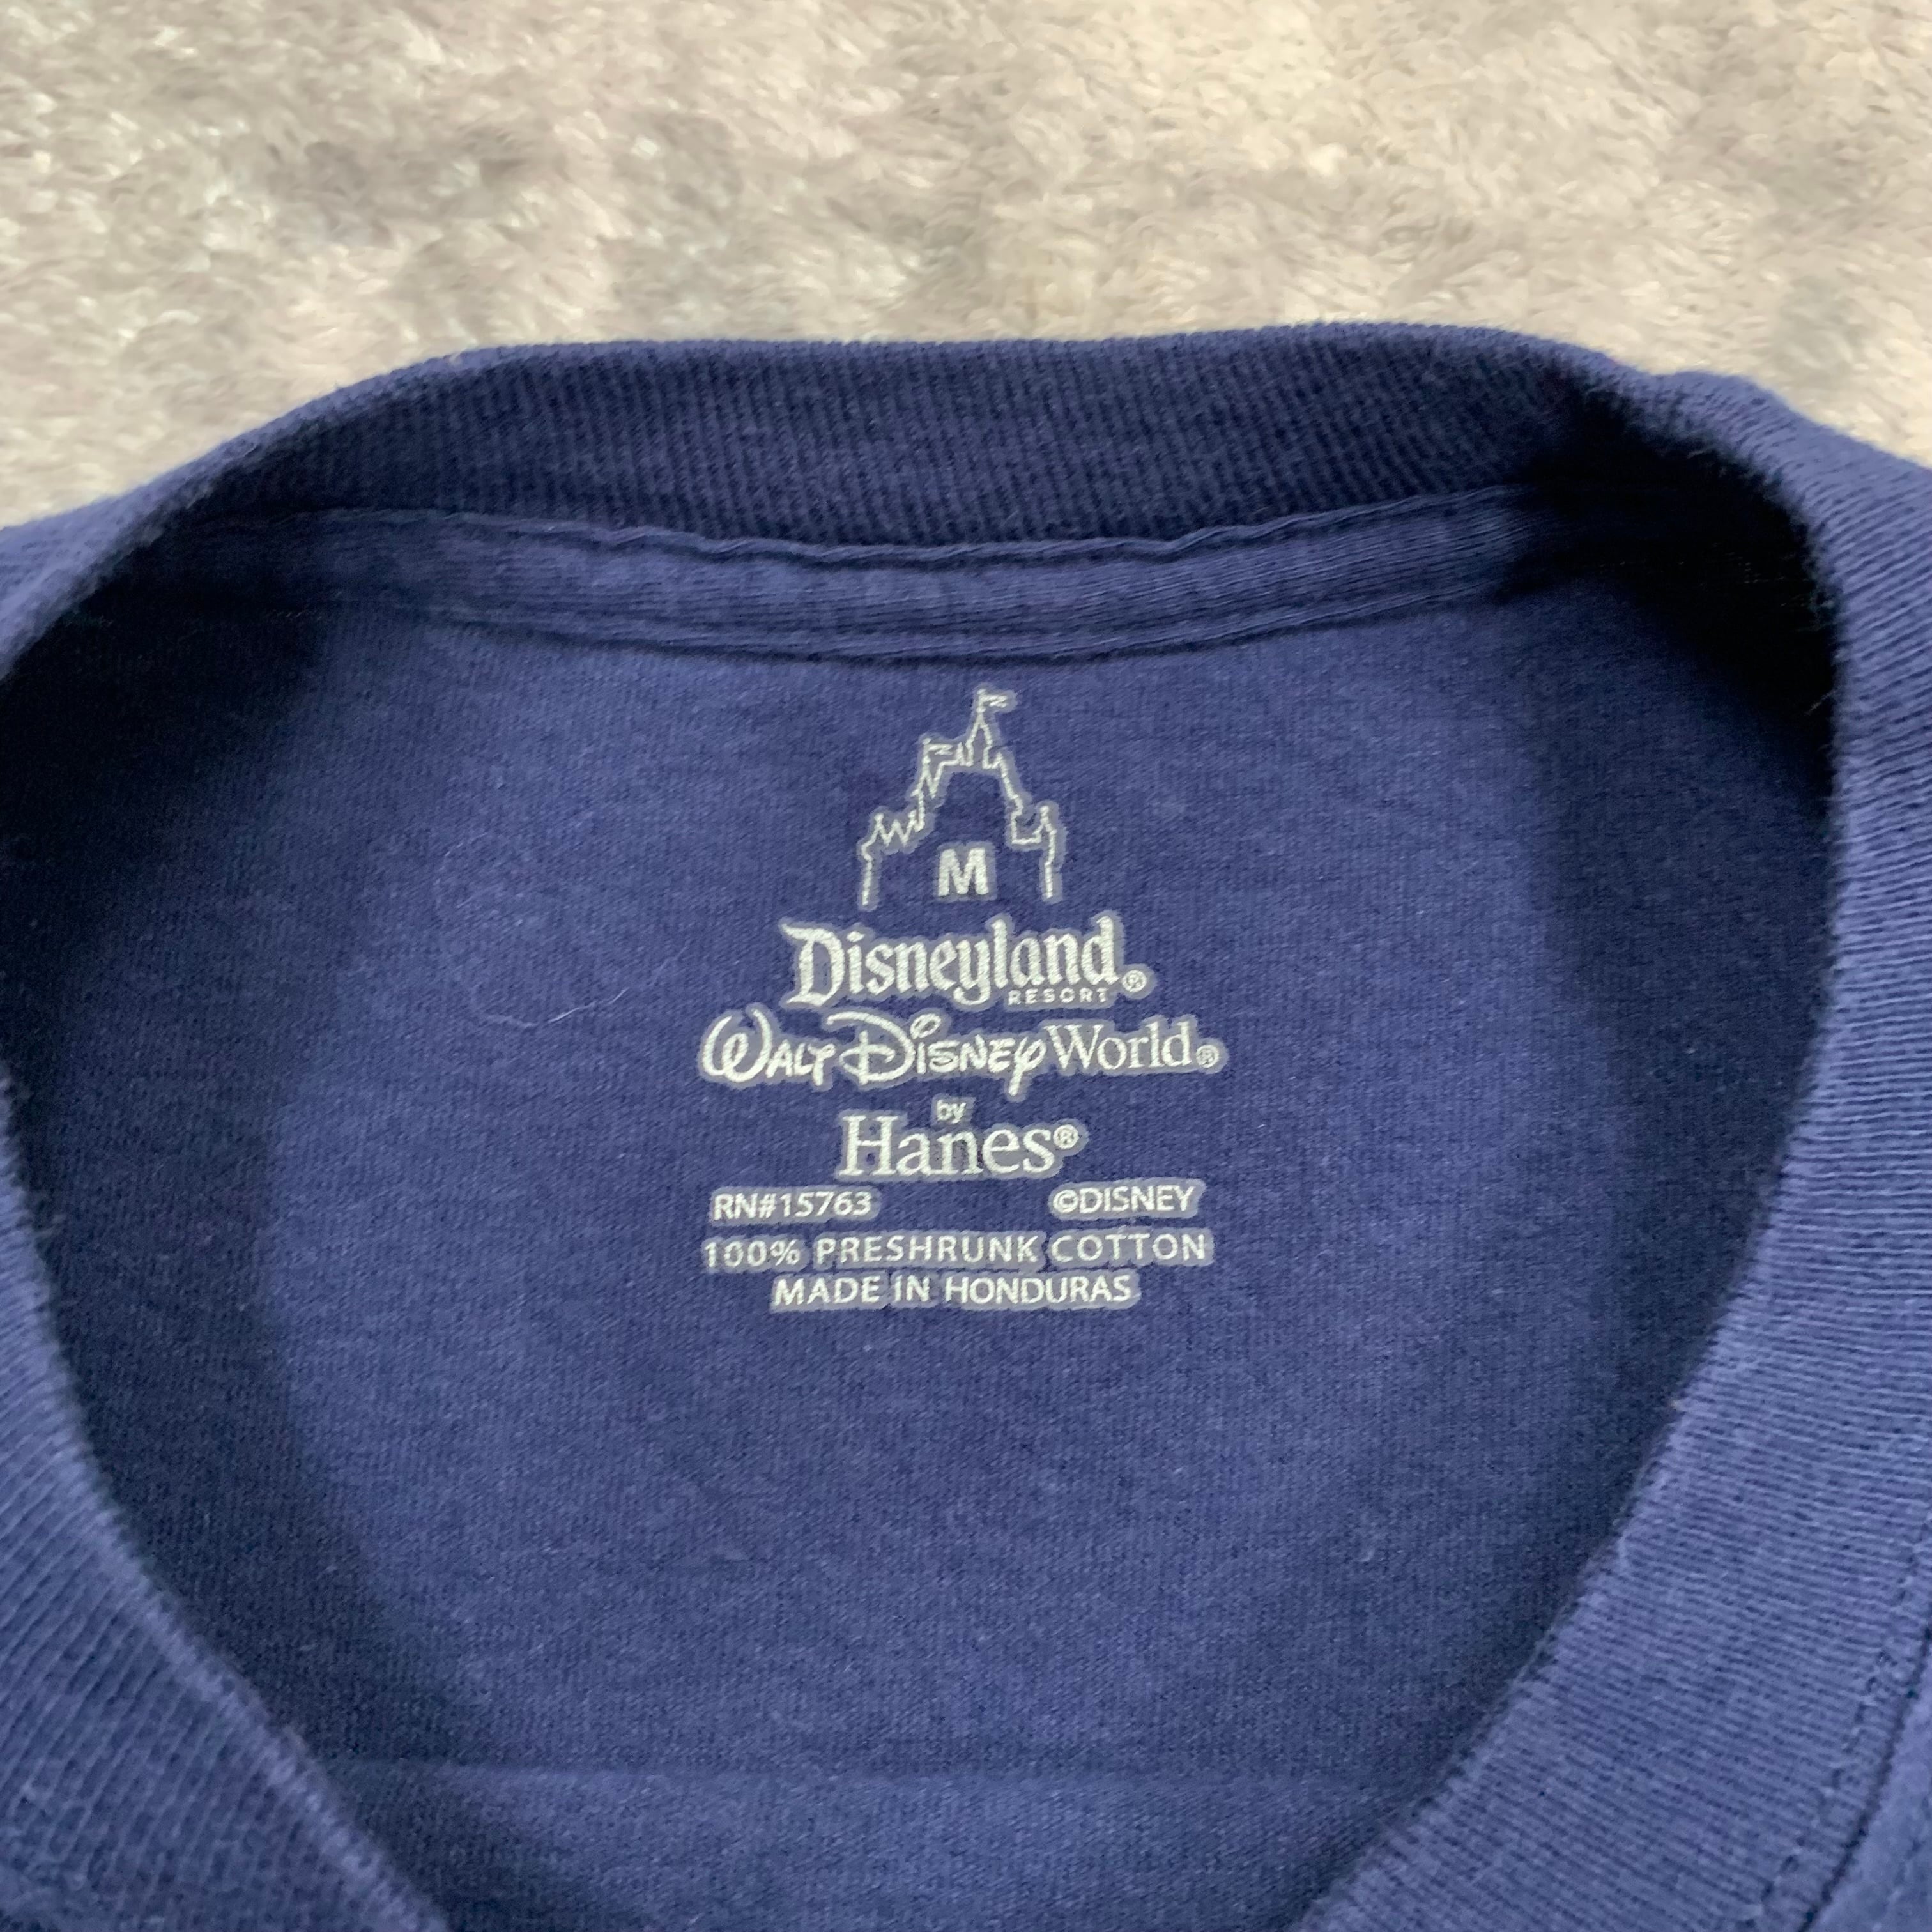 M
Disneyland®
RESORT
WALT DISNEY World®
by
Hanes®
RN#15763 ©DISNEY
100% PRESHRUNK COTTON
MADE IN HONDURAS